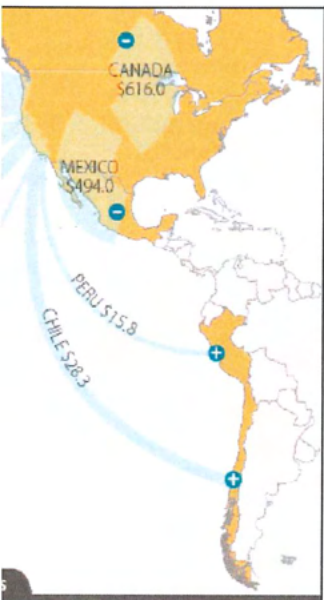 CANADA
$616.0
MEXICO
$494.0
PERU $15.8
CHILE $28.3